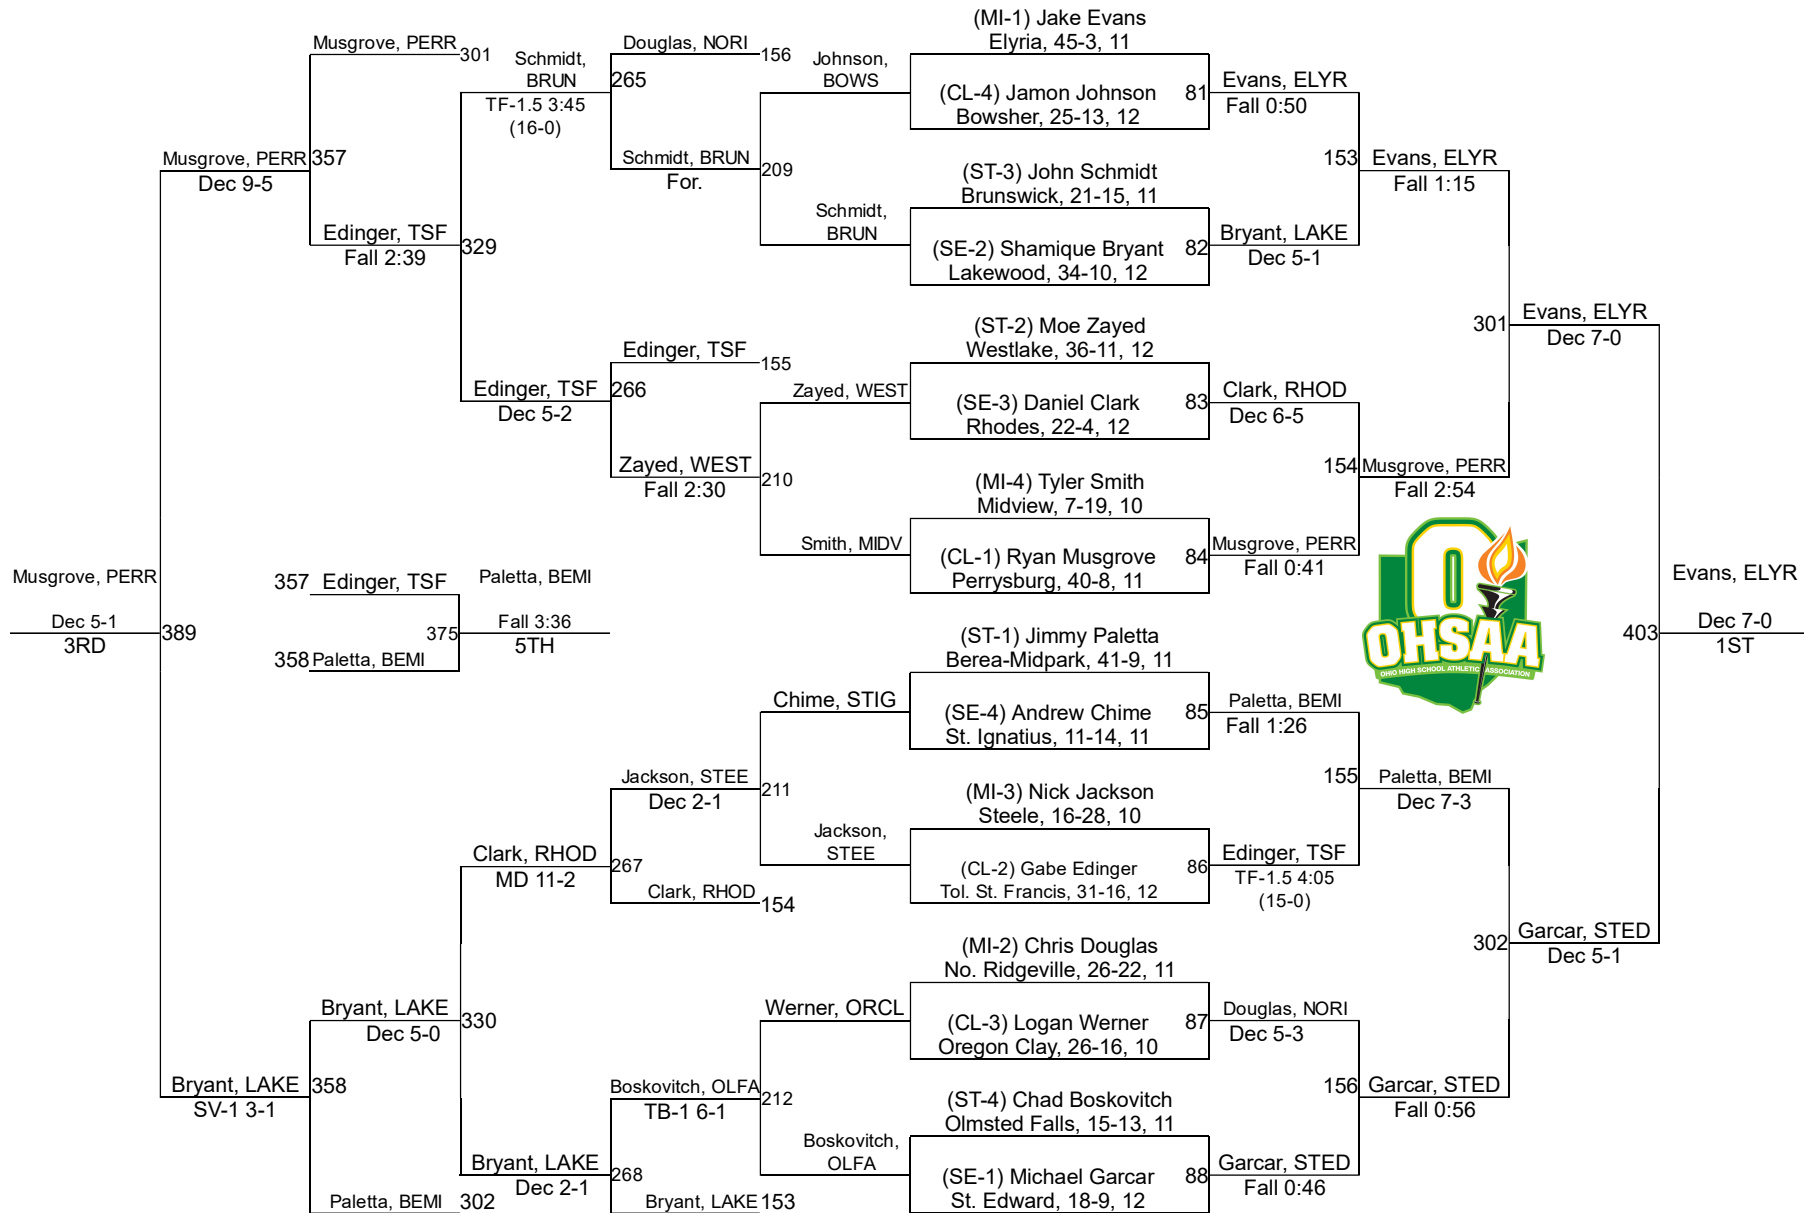 (MI-1) Jake Evans
Elyria, 45-3, 11
(CL-4) Jamon Johnson
Bowsher, 25-13, 12
81
(ST-3) John Schmidt
Brunswick, 21-15, 11
(SE-2) Shamique Bryant
Lakewood, 34-10, 12
82
(ST-2) Moe Zayed
Westlake, 36-11, 12
(SE-3) Daniel Clark
Rhodes, 22-4, 12
83
(MI-4) Tyler Smith
Midview, 7-19, 10
(CL-1) Ryan Musgrove
Perrysburg, 40-8, 11
84
(ST-1) Jimmy Paletta
Berea-Midpark, 41-9, 11
(SE-4) Andrew Chime
St. Ignatius, 11-14, 11
85
(MI-3) Nick Jackson
Steele, 16-28, 10
(CL-2) Gabe Edinger
Tol. St. Francis, 31-16, 12
86
(MI-2) Chris Douglas
No. Ridgeville, 26-22, 11
(CL-3) Logan Werner
Oregon Clay, 26-16, 10
87
(ST-4) Chad Boskovitch
Olmsted Falls, 15-13, 11
(SE-1) Michael Garcar
St. Edward, 18-9, 12
88
Evans, ELYR
Fall 0:50
Bryant, LAKE
Dec 5-1
153
Clark, RHOD
Dec 6-5
Musgrove, PERR
Fall 0:41
154
Paletta, BEMI
Fall 1:26
Edinger, TSF
TF-1.5 4:05
(15-0)
155
Douglas, NORI
Dec 5-3
Garcar, STED
Fall 0:46
156
Evans, ELYR
Fall 1:15
Musgrove, PERR
Fall 2:54
301
Paletta, BEMI
Dec 7-3
Garcar, STED
Fall 0:56
302
Evans, ELYR
Dec 7-0
Garcar, STED
Dec 5-1
403
Evans, ELYR
Dec 7-0
1ST
O
OHSAA
OHIO HIGH SCHOOL ATHLETIC ASSOCIATION
Johnson,
BOWS
Schmidt,
BRUN
209
Zayed, WEST
Smith, MIDV
210
Chime, STIG
Jackson,
STEE
211
Werner, ORCL
Boskovitch,
OLFA
212
Douglas, NORI
156
Schmidt, BRUN
For.
265
Edinger, TSF
155
Zayed, WEST
Fall 2:30
266
Jackson, STEE
Dec 2-1
Clark, RHOD
154
267
Boskovitch, OLFA
TB-1 6-1
Bryant, LAKE
153
268
Schmidt,
BRUN
TF-1.5 3:45
(16-0)
Edinger, TSF
Dec 5-2
329
Clark, RHOD
MD 11-2
Bryant, LAKE
Dec 2-1
330
Musgrove, PERR
301
Edinger, TSF
Fall 2:39
357
Bryant, LAKE
Dec 5-0
Paletta, BEMI
302
358
Musgrove, PERR
Dec 9-5
Bryant, LAKE
SV-1 3-1
389
Musgrove, PERR
Dec 5-1
3RD
357
Edinger, TSF
358
Paletta, BEMI
375
Paletta, BEMI
Fall 3:36
5TH